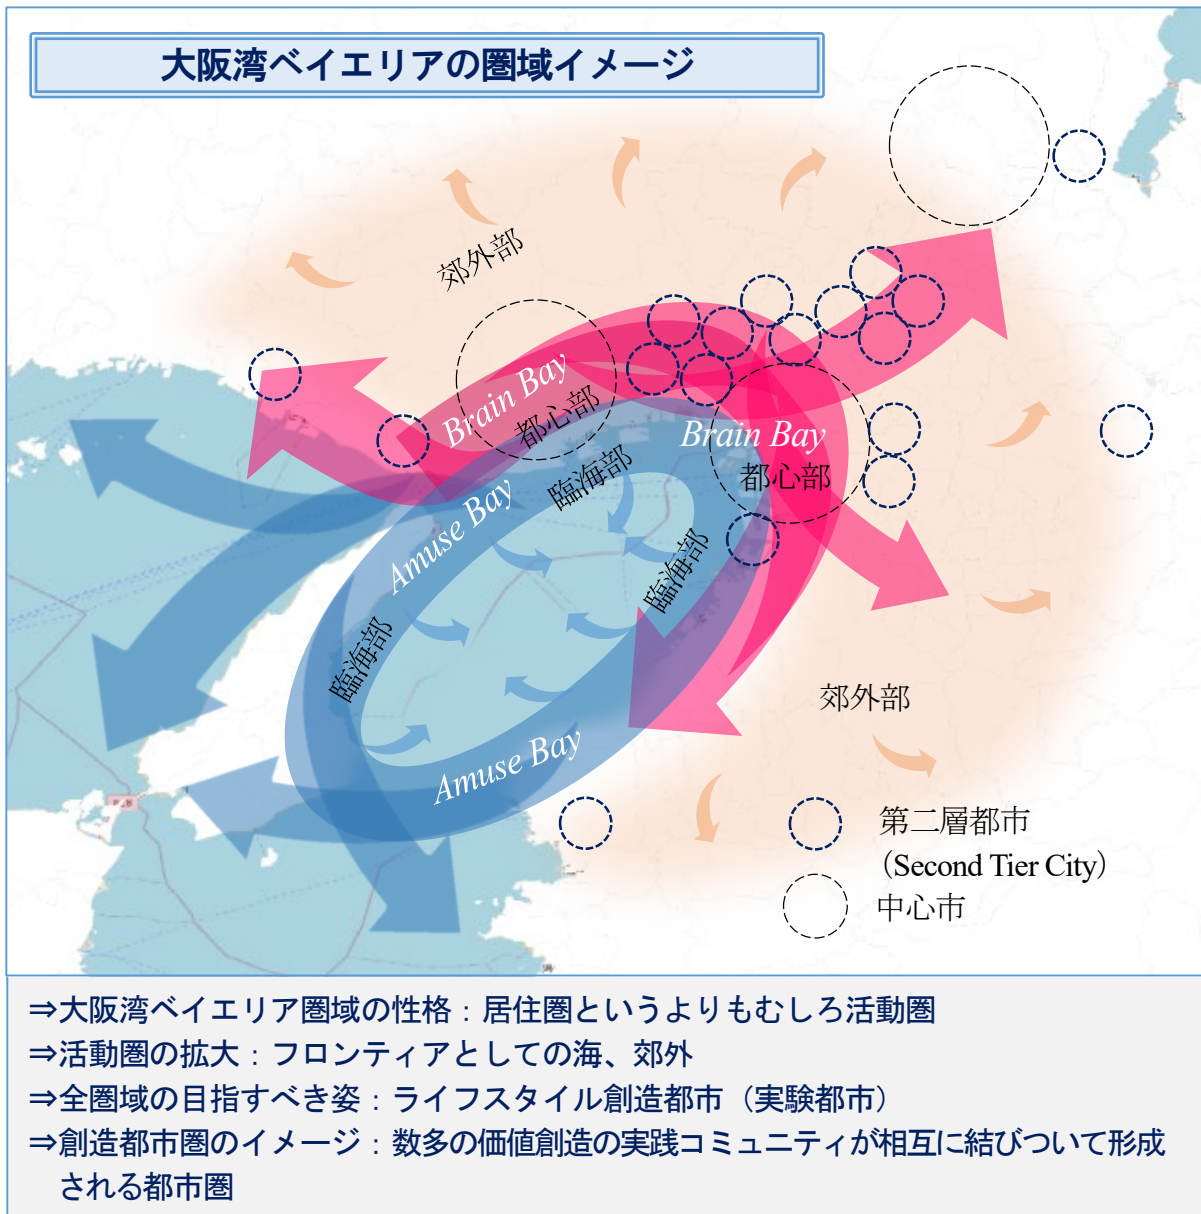 大阪湾ベイエリアの圏域イメージ
郊外部
Brain Bay
都心部
Brain Bay
都心部
臨海部
Amuse Bay
臨海部
臨海部
郊外部
Amuse Bay
第二層都市
（Second Tier City）
中心市
⇒大阪湾ベイエリア圏域の性格：居住圏というよりもむしろ活動圏
⇒活動圏の拡大：フロンティアとしての海、郊外
⇒全圏域の目指すべき姿：ライフスタイル創造都市（実験都市）
⇒創造都市圏のイメージ：数多の価値創造の実践コミュニティが相互に結びついて形成
される都市圏